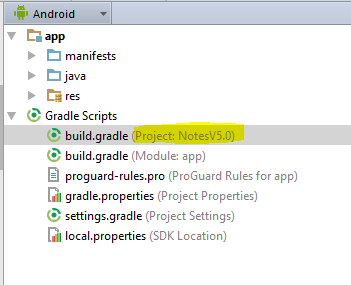 Android
app
manifests
java
res
Gradle Scripts
build.gradle (Project: NotesV5.0)
build.gradle (Module: app)
proguard-rules.pro (ProGuard Rules for app)
gradle.properties (Project Properties)
settings.gradle (Project Settings)
local.properties (SDK Location)